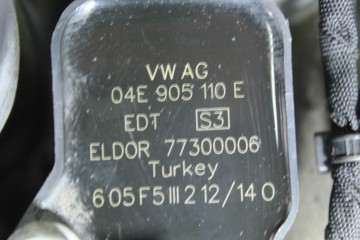 VW AG
04E 905 110 E
EDT S3
ELDOR 77300006
Turkey
605F5III212/140